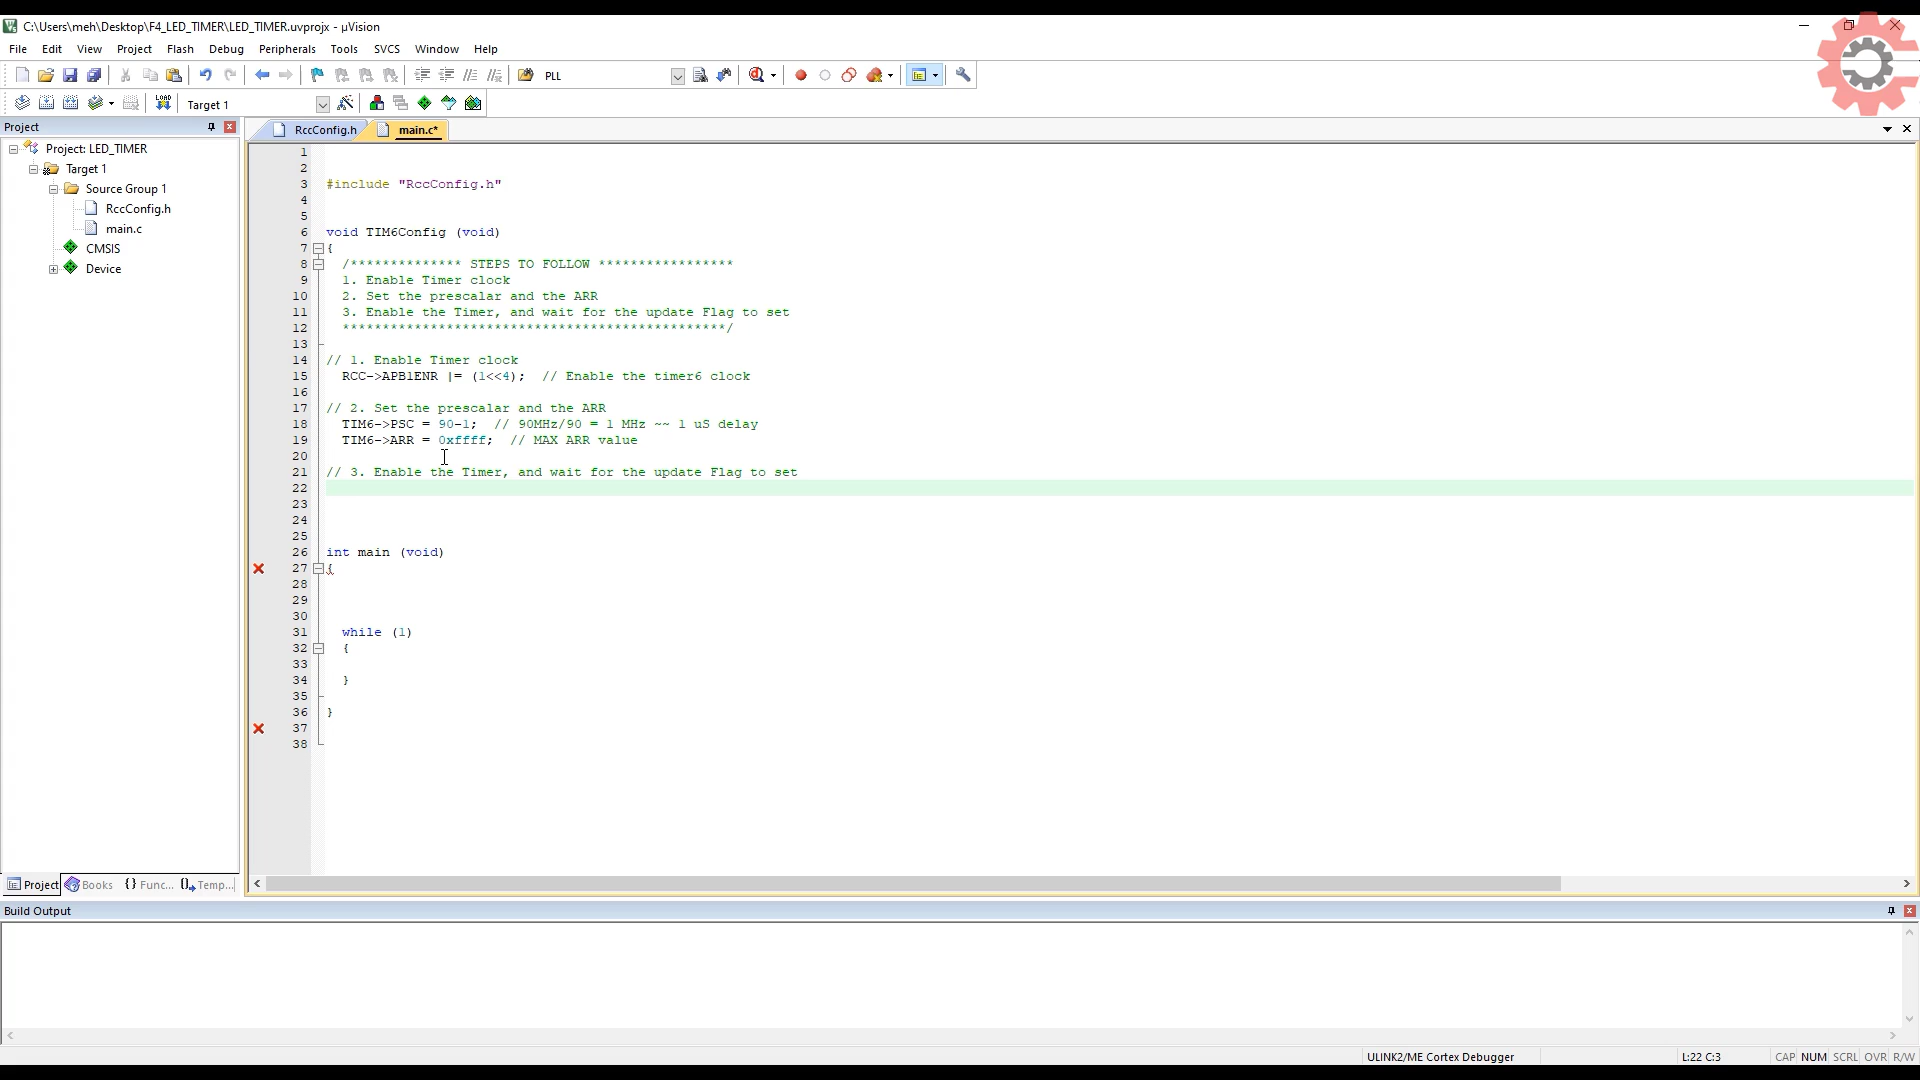 C:\Users\meh\Desktop\F4_LED_TIMER\LED_TIMER.uvprojx - µVision
File Edit View Project Flash Debug Peripherals Tools SVCS Window Help
PLL
LOAD Target 1
Project
RccConfig.h main.c*
Project: LED_TIMER
Target 1
Source Group 1
RccConfig.h
main.c
CMSIS
Device
1
2
3 #include "RccConfig.h"
4
5
6 void TIM6Config (void)
7 {
8 /************** STEPS TO FOLLOW *****************
9 1. Enable Timer clock
10 2. Set the prescalar and the ARR
11 3. Enable the Timer, and wait for the update Flag to set
12 ************************************************/
13
14 // 1. Enable Timer clock
15 RCC->APB1ENR |= (1<<4); // Enable the timer6 clock
16
17 // 2. Set the prescalar and the ARR
18 TIM6->PSC = 90-1; // 90MHz/90 = 1 MHz ~~ 1 uS delay
19 TIM6->ARR = 0xffff; // MAX ARR value
20
21 // 3. Enable the Timer, and wait for the update Flag to set
22
23
24
25
26 int main (void)
27 {
28
29
30
31 while (1)
32 {
33
34 }
35
36 }
37
38
Project Books {} Func... Temp...
Build Output
ULINK2/ME Cortex Debugger L:22 C:3 CAP NUM SCRL OVR R/W